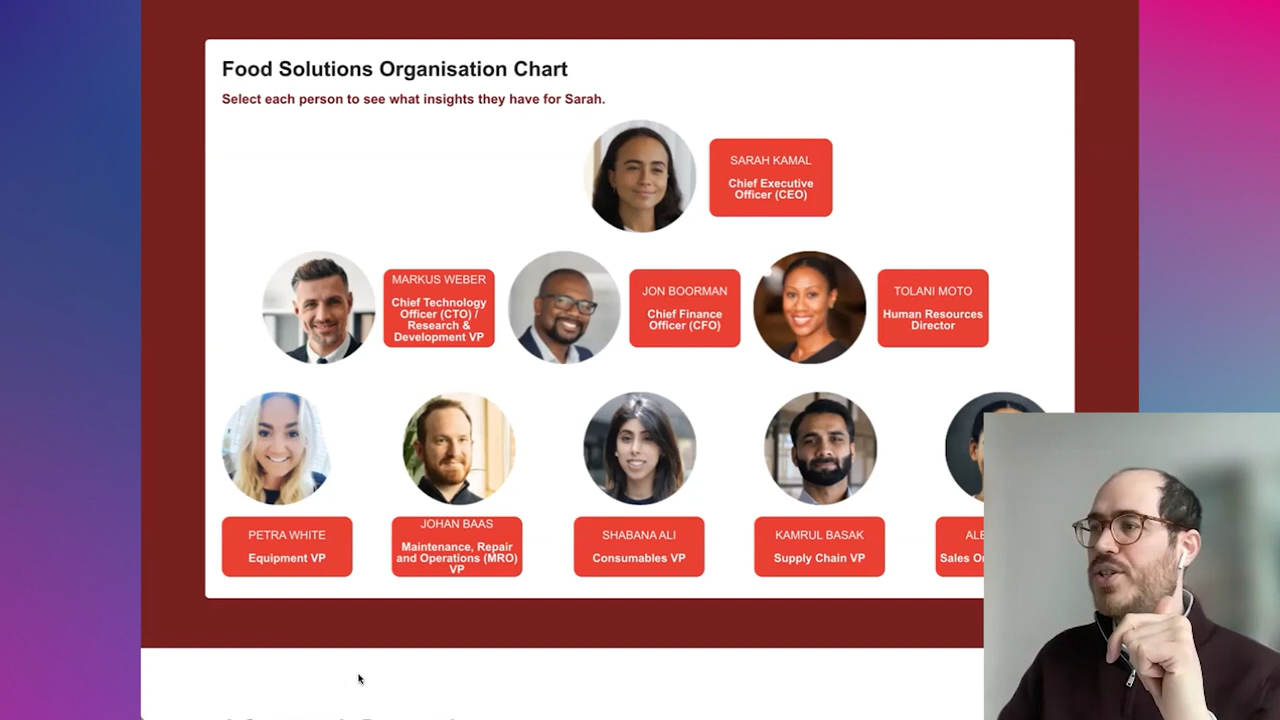 Food Solutions Organisation Chart
Select each person to see what insights they have for Sarah.
SARAH KAMAL
Chief Executive
Officer (CEO)
MARKUS WEBER
Chief Technology
Officer (CTO) /
Research &
Development VP
JON BOORMAN
Chief Finance
Officer (CFO)
TOLANI MOTO
Human Resources
Director
PETRA WHITE
Equipment VP
JOHAN BAAS
Maintenance, Repair
and Operations (MRO)
VP
SHABANA ALI
Consumables VP
KAMRUL BASAK
Supply Chain VP
Sales